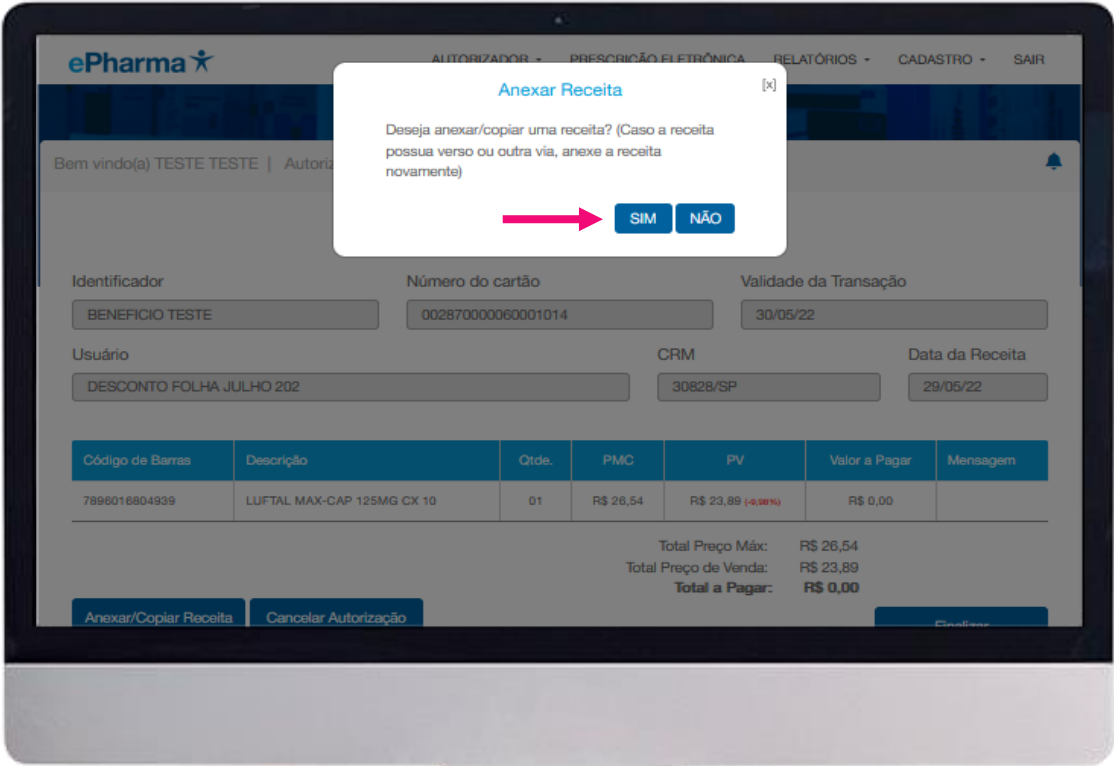 ePharma
AUTORIZADOR PRESCRIÇÃO ELETRÔNICA RELATÓRIOS CADASTRO SAIR
Anexar Receita [x]
Deseja anexar/copiar uma receita? (Caso a receita
possua verso ou outra via, anexe a receita
novamente)
SIM NÃO
Bem vindo(a) TESTE TESTE |
Identificador Número do cartão Validade da Transação
BENEFICIO TESTE 002870000060001014 30/05/22
Usuário CRM Data da Receita
DESCONTO FOLHA JULHO 202 30828/SP 29/05/22
Código de Barras Descrição Qtde. PMC PV Valor a Pagar Mensagem
7896016804939 LUFTAL MAX-CAP 125MG CX 10 01 R$ 26,54 R$ 23,89 (-9,98%) R$ 0,00
Total Preço Máx: R$ 26,54
Total Preço de Venda: R$ 23,89
Total a Pagar: R$ 0,00
Anexar/Copiar Receita Cancelar Autorização Finalizar